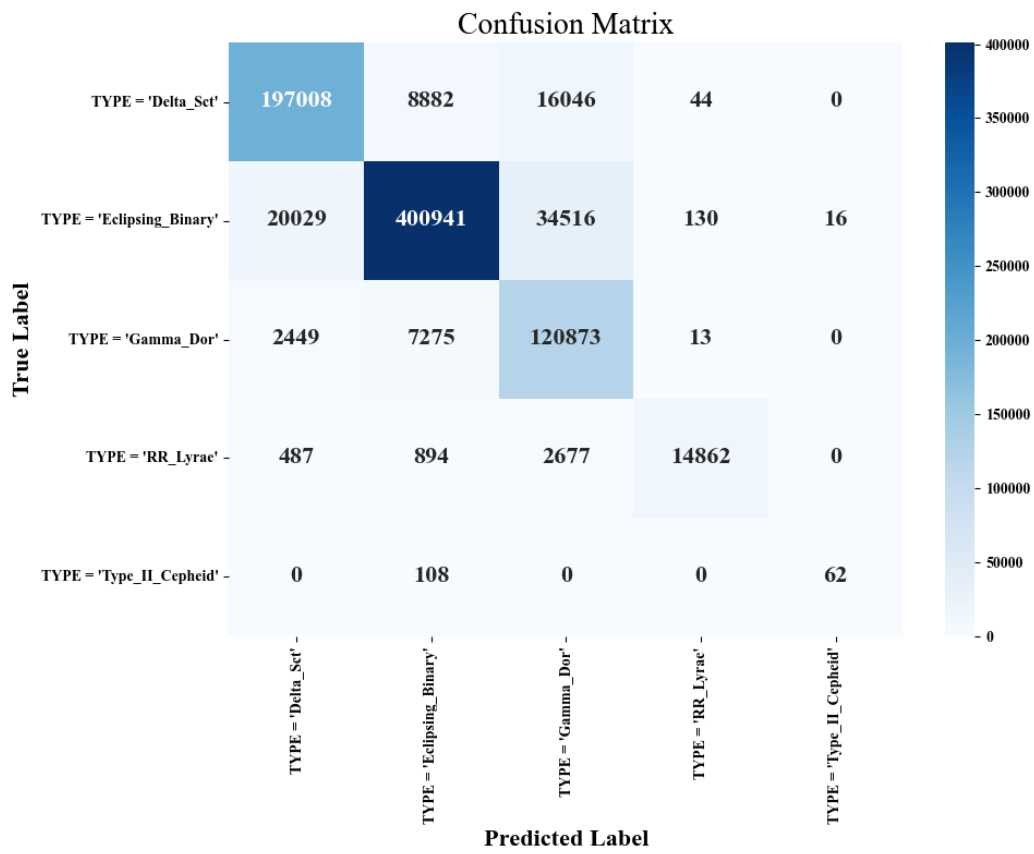 Confusion Matrix
TYPE = 'Delta_Sct'
197008 8882 16046 44 0
TYPE = 'Eclipsing_Binary'
20029 400941 34516 130 16
TYPE = 'Gamma_Dor'
2449 7275 120873 13 0
TYPE = 'RR_Lyrae'
487 894 2677 14862 0
TYPE = 'Type_II_Cepheid'
0 108 0 0 62
True Label
TYPE = 'Delta_Sct'
TYPE = 'Eclipsing_Binary'
TYPE = 'Gamma_Dor'
TYPE = 'RR_Lyrae'
TYPE = 'Type_II_Cepheid'
Predicted Label
400000
350000
300000
250000
200000
150000
100000
50000
0